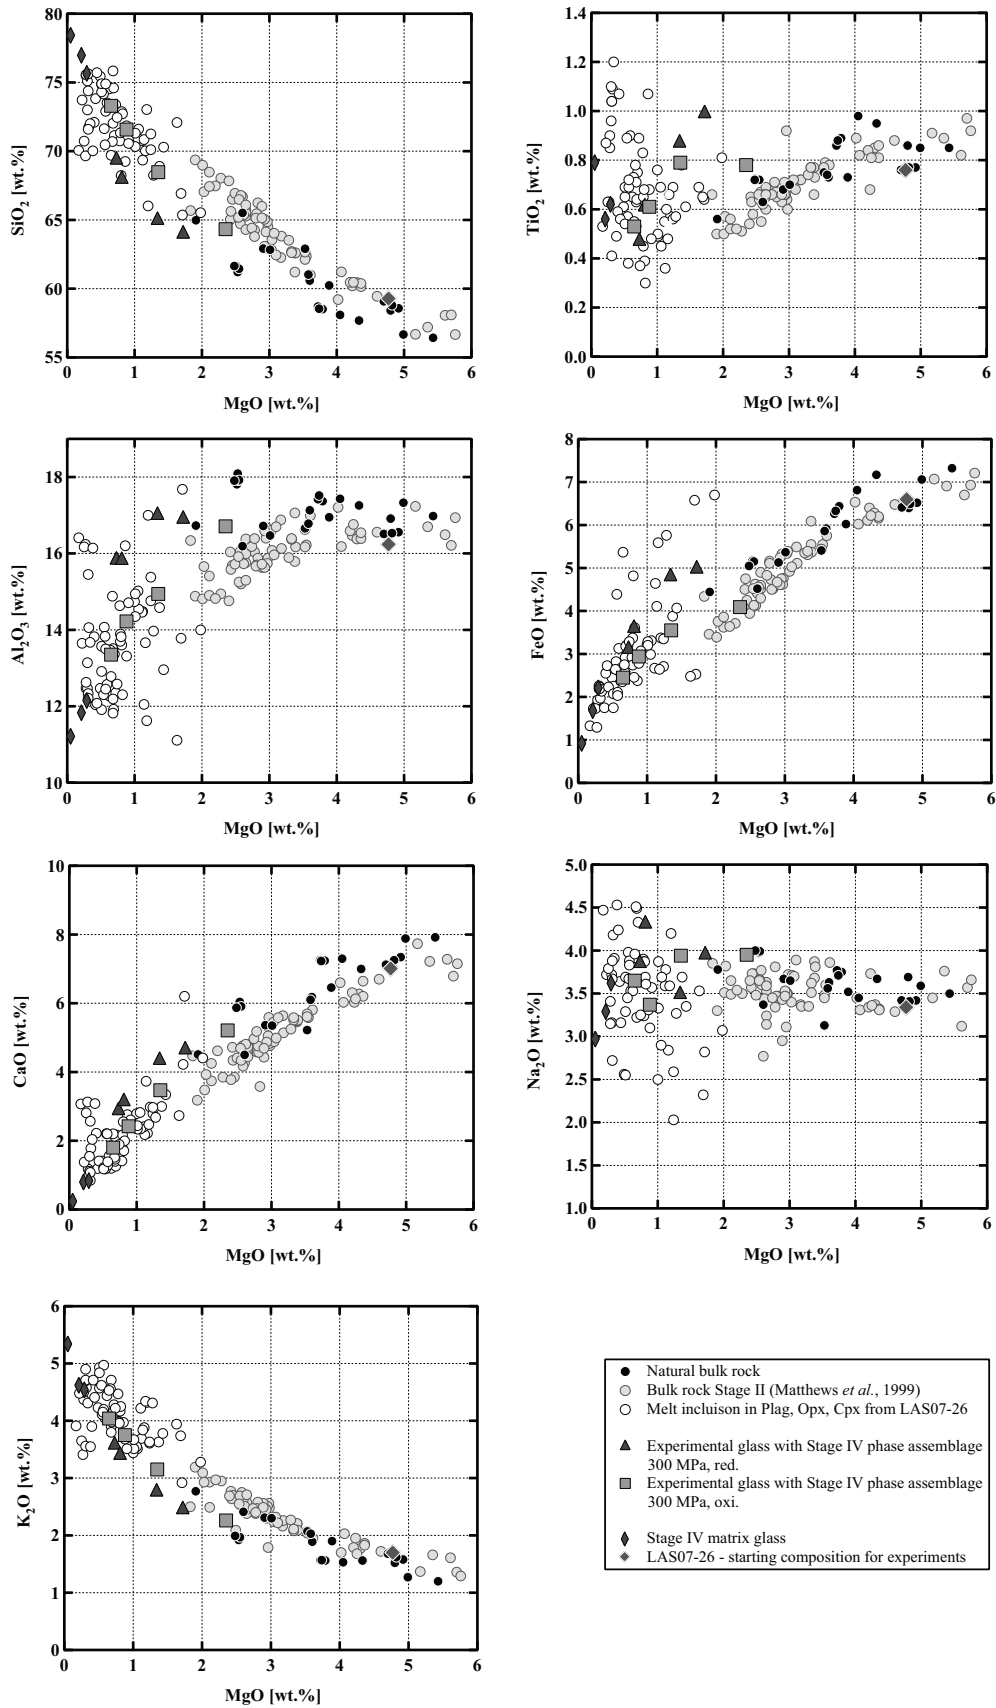 80
75
70
65
60
55
SiO2 [wt.%]
0 1 2 3 4 5 6
MgO [wt.%]
1.4
1.2
1.0
0.8
0.6
0.4
0.2
0.0
TiO2 [wt.%]
0 1 2 3 4 5 6
MgO [wt.%]
18
16
14
12
10
Al2O3 [wt.%]
0 1 2 3 4 5 6
MgO [wt.%]
8
7
6
5
4
3
2
1
0
FeO [wt.%]
0 1 2 3 4 5 6
MgO [wt.%]
10
8
6
4
2
0
CaO [wt.%]
0 1 2 3 4 5 6
MgO [wt.%]
5.0
4.5
4.0
3.5
3.0
2.5
2.0
1.5
1.0
Na2O [wt.%]
0 1 2 3 4 5 6
MgO [wt.%]
6
5
4
3
2
1
0
K2O [wt.%]
0 1 2 3 4 5 6
MgO [wt.%]
Natural bulk rock
Bulk rock Stage II (Matthews et al., 1999)
Melt incluison in Plag, Opx, Cpx from LAS07-26
Experimental glass with Stage IV phase assemblage
300 MPa, red.
Experimental glass with Stage IV phase assemblage
300 MPa, oxi.
Stage IV matrix glass
LAS07-26 - starting composition for experiments